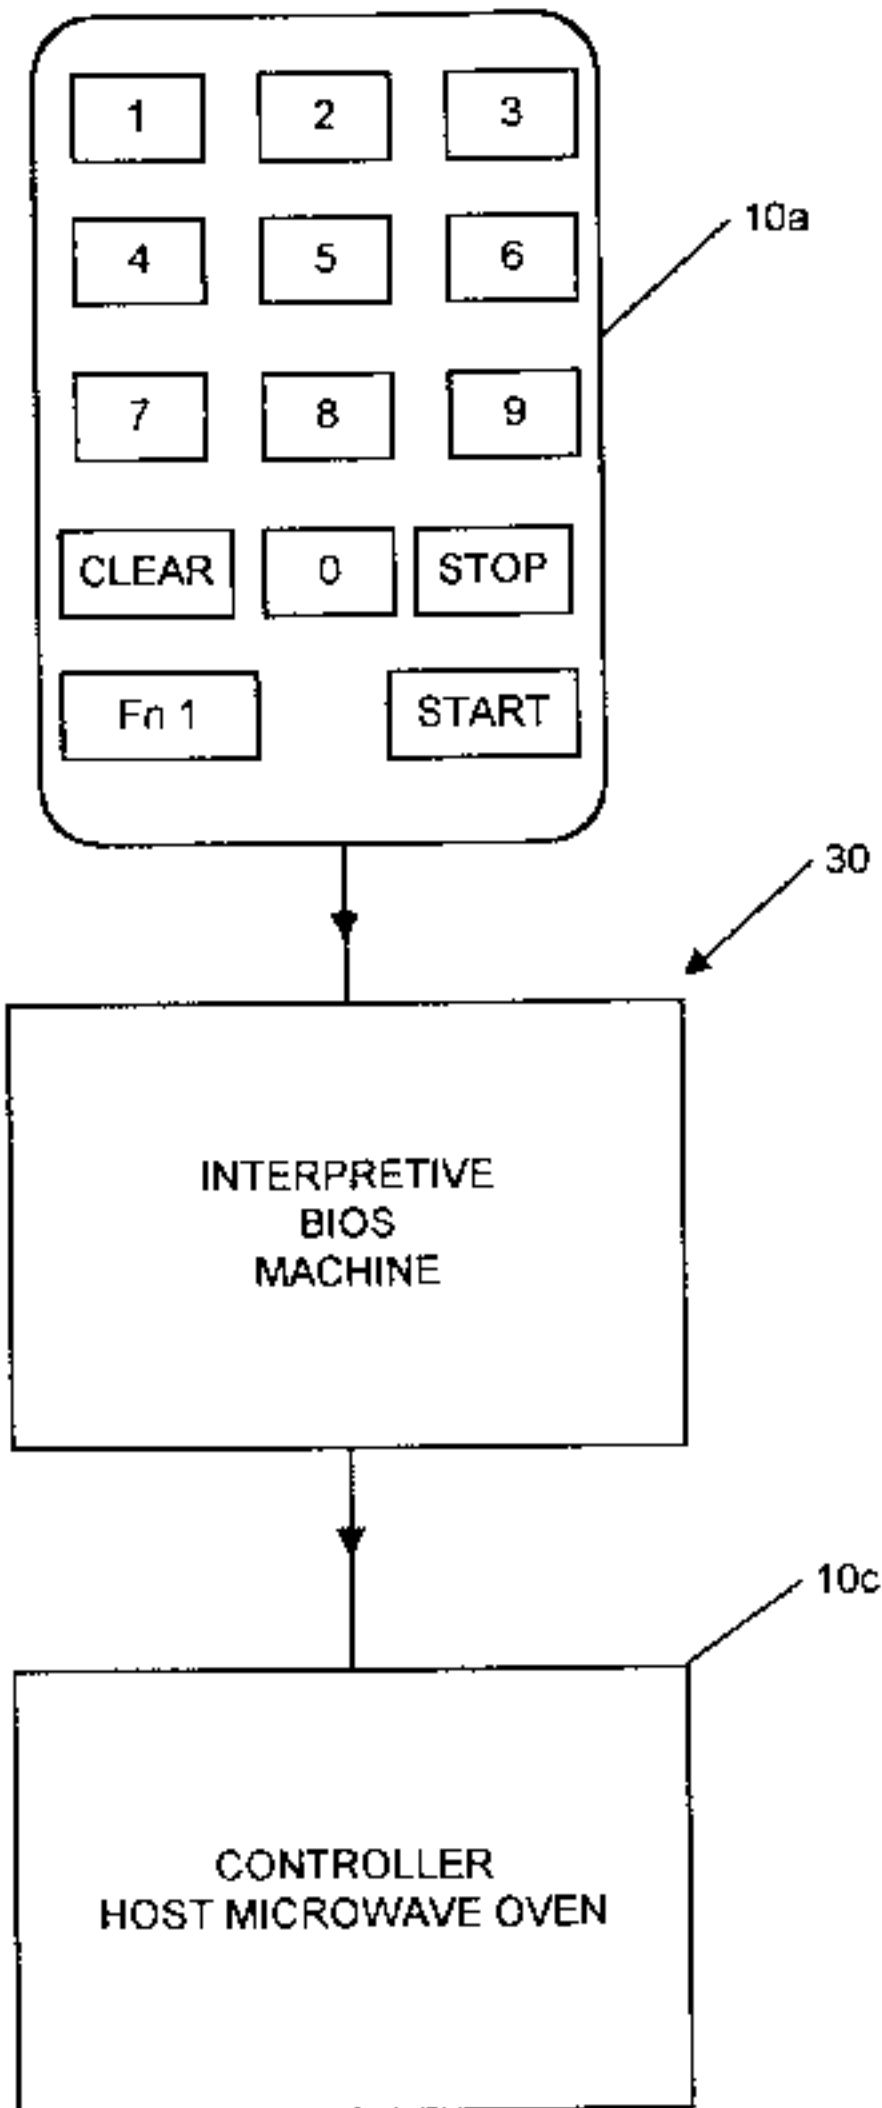 1 2 3
10a
4 5 6
7 8 9
CLEAR 0 STOP
Fn 1 START
30
INTERPRETIVE
BIOS
MACHINE
10c
CONTROLLER
HOST MICROWAVE OVEN